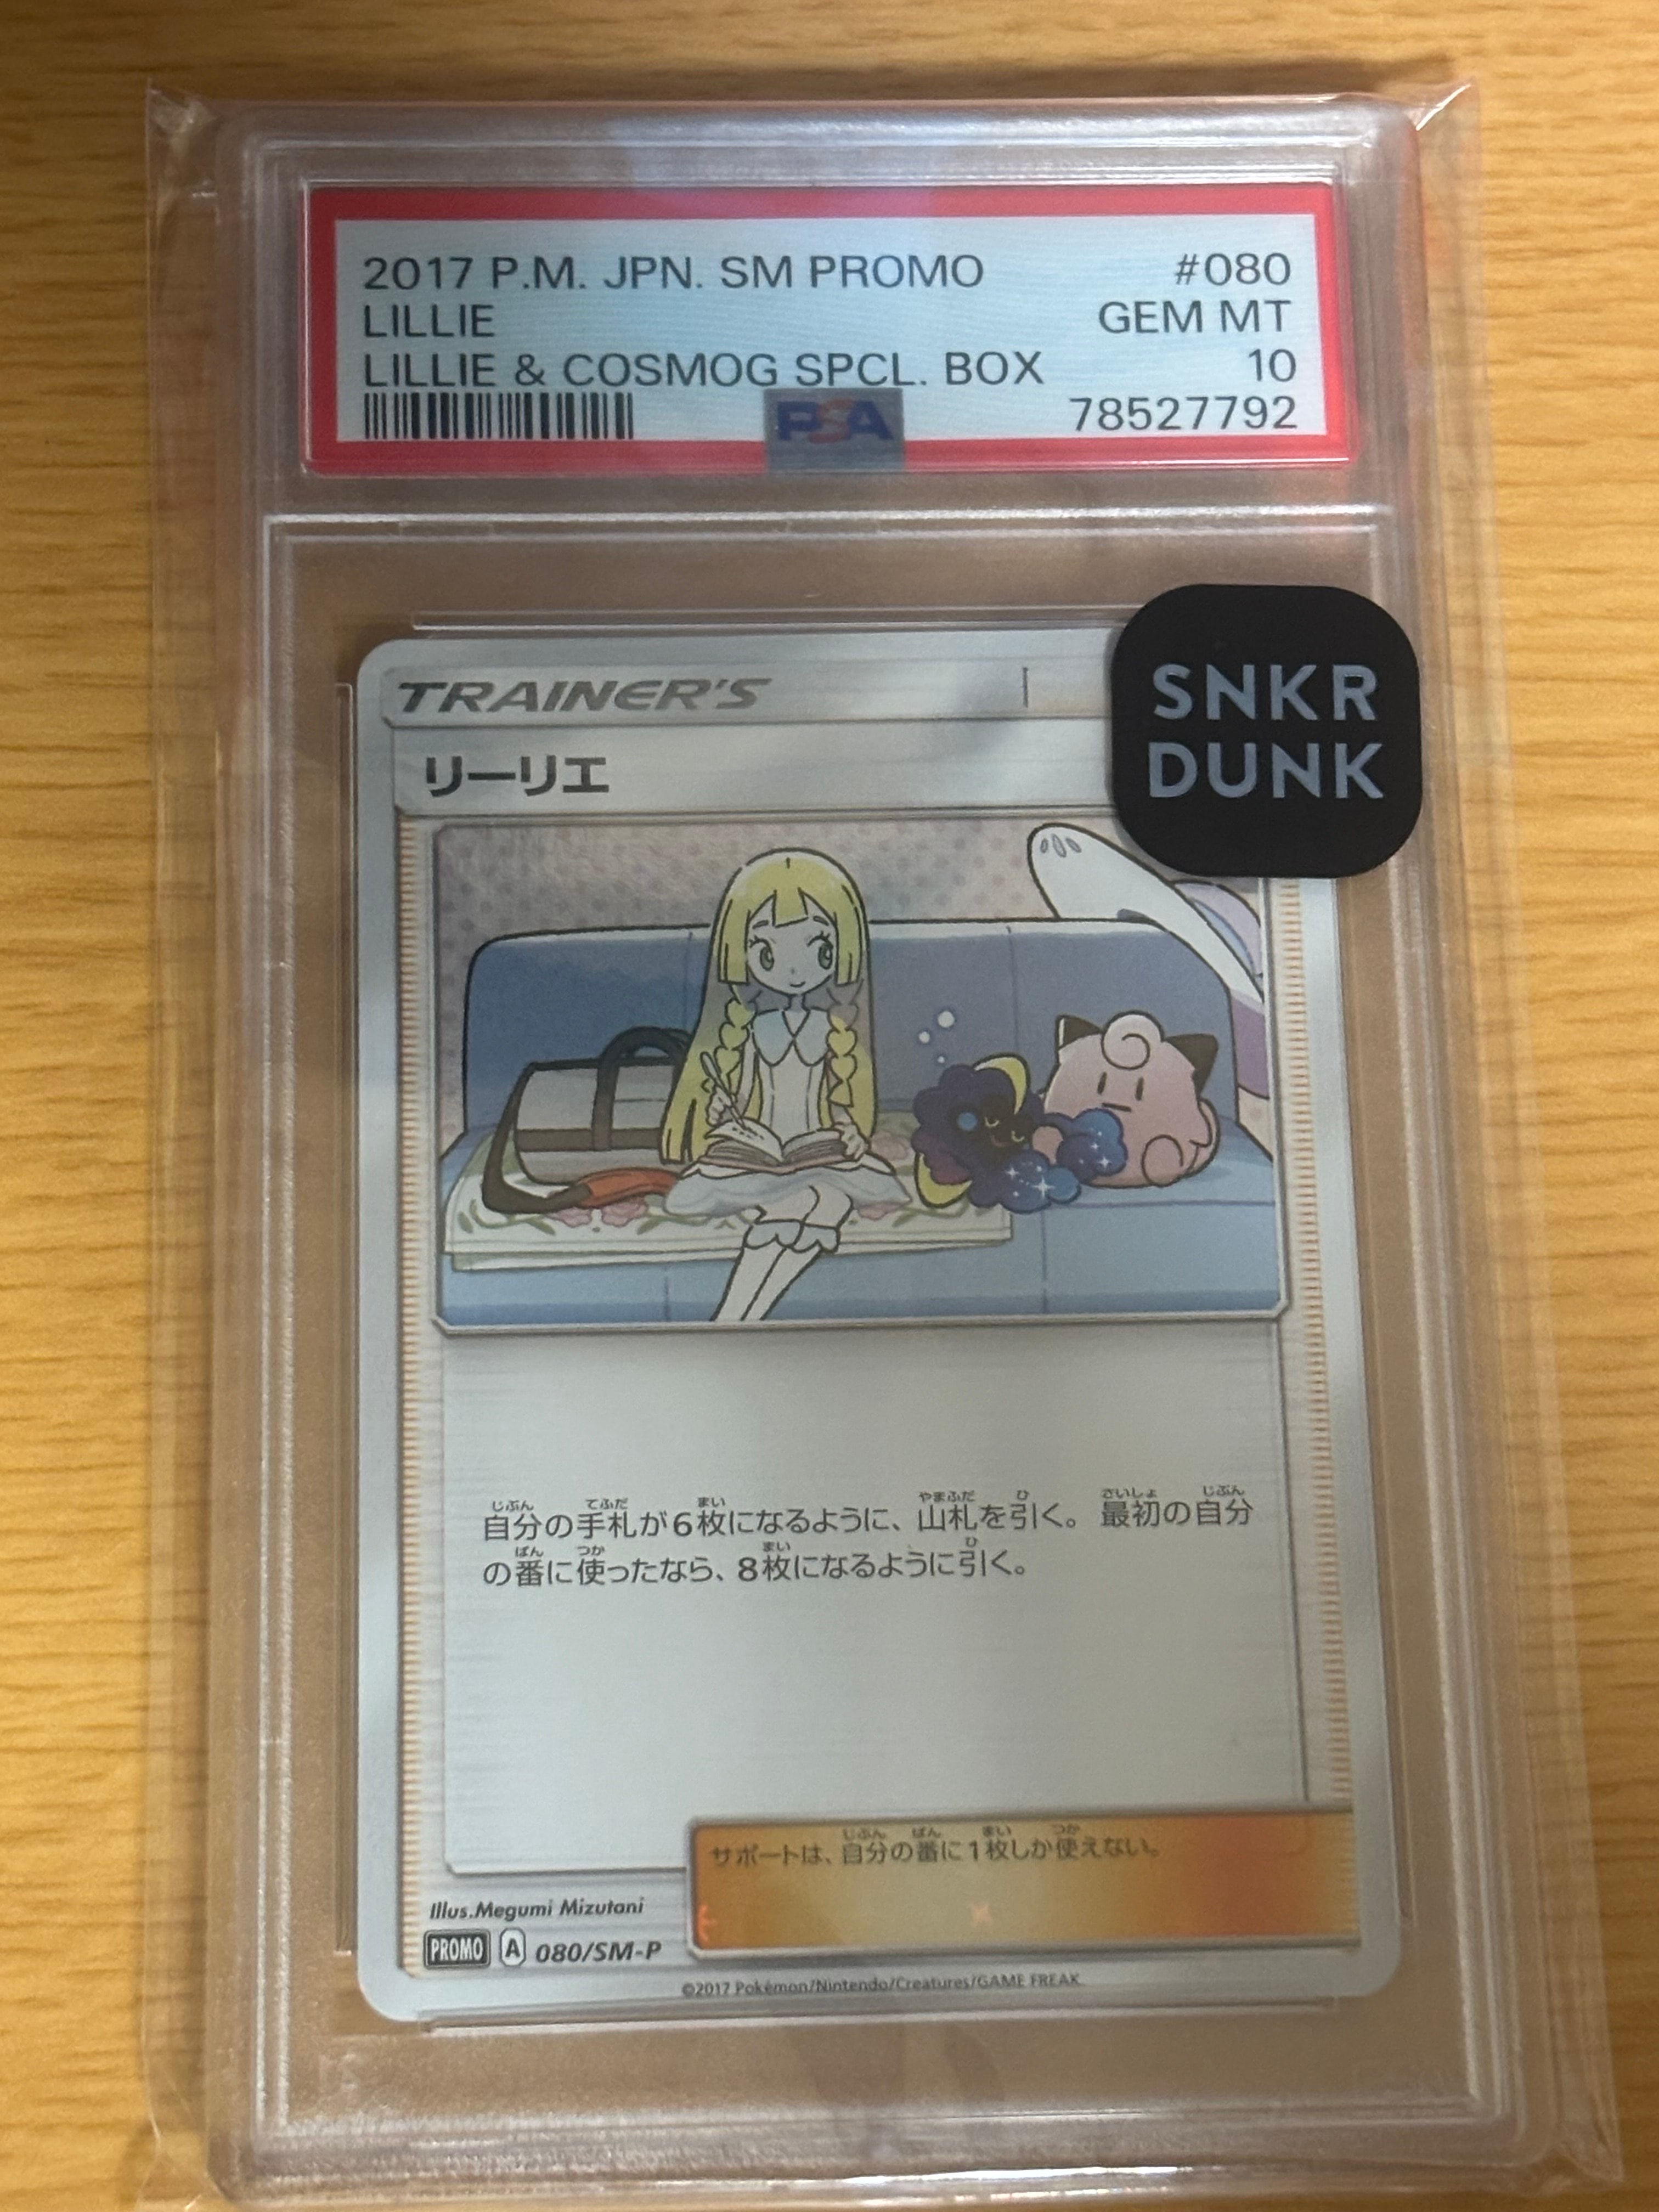 2017 P.M. JPN. SM PROMO #080
LILLIE GEM MT
LILLIE & COSMOG SPCL. BOX 10
PSA 78527792
SNKR
DUNK
TRAINER'S
リーリエ
自分の手札が6枚になるように、山札を引く。最初の自分
の番に使ったなら、8枚になるように引く。
サポートは、自分の番に1枚しか使えない。
Illus.Megumi Mizutani
PROMO A 080/SM-P
©2017 Pokémon/Nintendo/Creatures/GAME FREAK